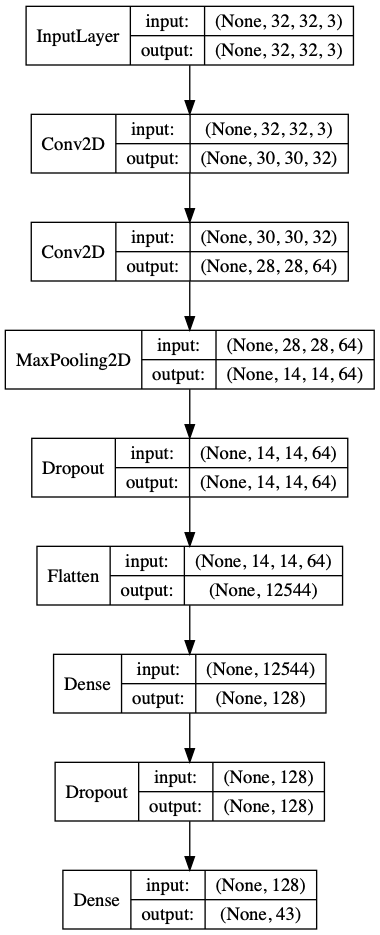 InputLayer input: (None, 32, 32, 3)
output: (None, 32, 32, 3)
Conv2D input: (None, 32, 32, 3)
output: (None, 30, 30, 32)
Conv2D input: (None, 30, 30, 32)
output: (None, 28, 28, 64)
MaxPooling2D input: (None, 28, 28, 64)
output: (None, 14, 14, 64)
Dropout input: (None, 14, 14, 64)
output: (None, 14, 14, 64)
Flatten input: (None, 14, 14, 64)
output: (None, 12544)
Dense input: (None, 12544)
output: (None, 128)
Dropout input: (None, 128)
output: (None, 128)
Dense input: (None, 128)
output: (None, 43)